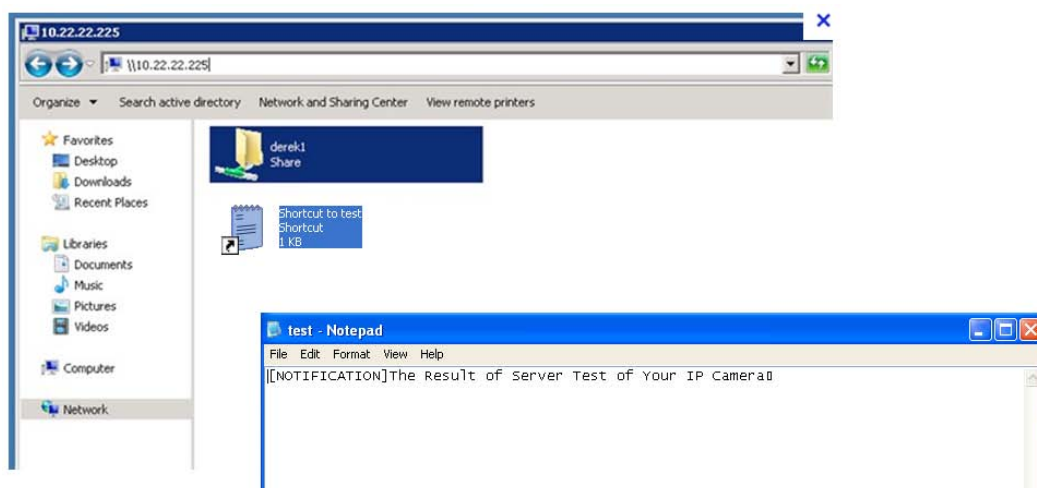 10.22.22.225
\\10.22.22.225
Organize Search active directory Network and Sharing Center View remote printers
Favorites
Desktop
Downloads
Recent Places
Libraries
Documents
Music
Pictures
Videos
Computer
Network
derek1
Share
Shortcut to test
Shortcut
1 KB
test - Notepad
File Edit Format View Help
[NOTIFICATION]The Result of Server Test of Your IP Camera